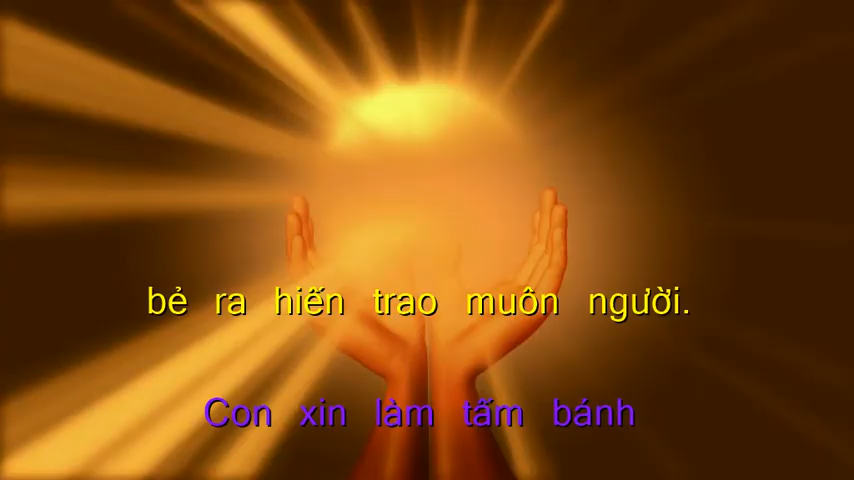 bẻ ra hiến trao muôn người.
Con xin làm tấm bánh